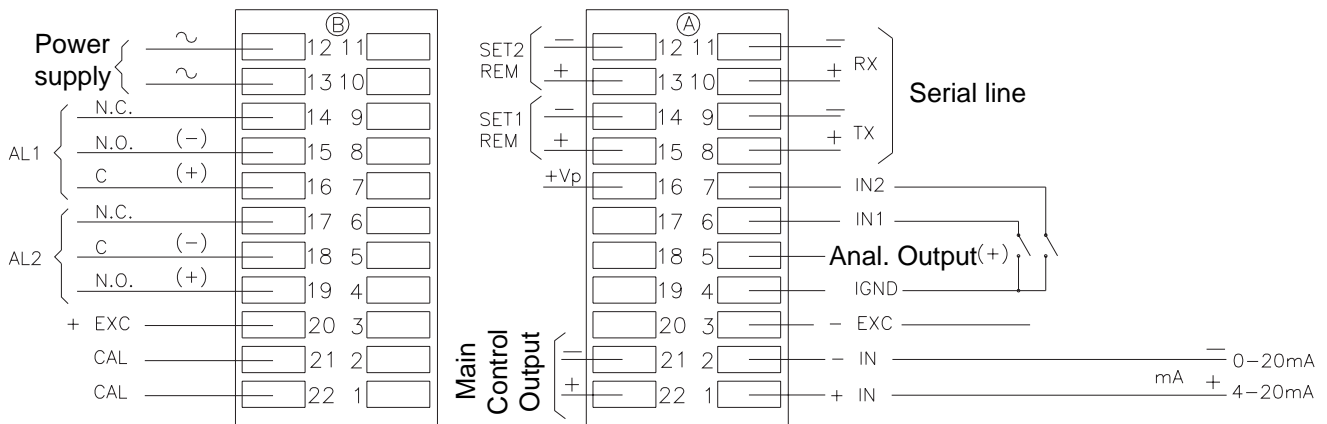 B
Power supply
∼
12 11
∼
13 10
AL1
N.C.
14 9
N.O. (−)
15 8
C (+)
16 7
AL2
N.C.
17 6
C (−)
18 5
N.O. (+)
19 4
+ EXC
20 3
CAL
21 2
CAL
22 1
A
SET2 REM
−
12 11
−
+
13 10
+
RX
SET1 REM
−
14 9
−
+
15 8
+
TX
Serial line
+Vp
16 7
IN2
17 6
IN1
18 5
Anal. Output(+)
19 4
IGND
20 3
− EXC
Main Control Output
−
21 2
− IN
− 0−20mA
+
22 1
+ IN
mA
+ 4−20mA